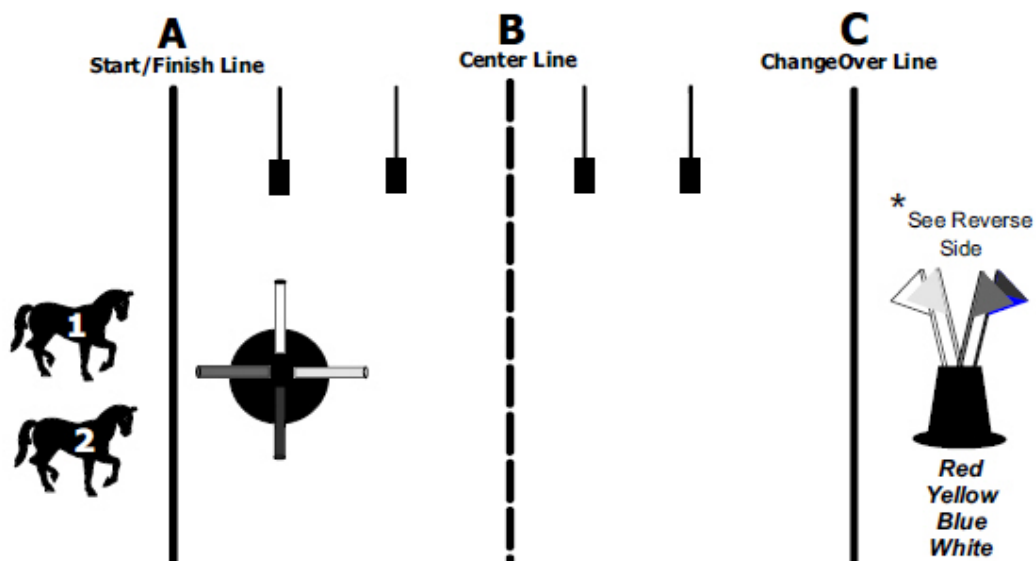 A
Start/Finish Line
B
Center Line
C
ChangeOver Line
* See Reverse
Side
1
2
Red
Yellow
Blue
White